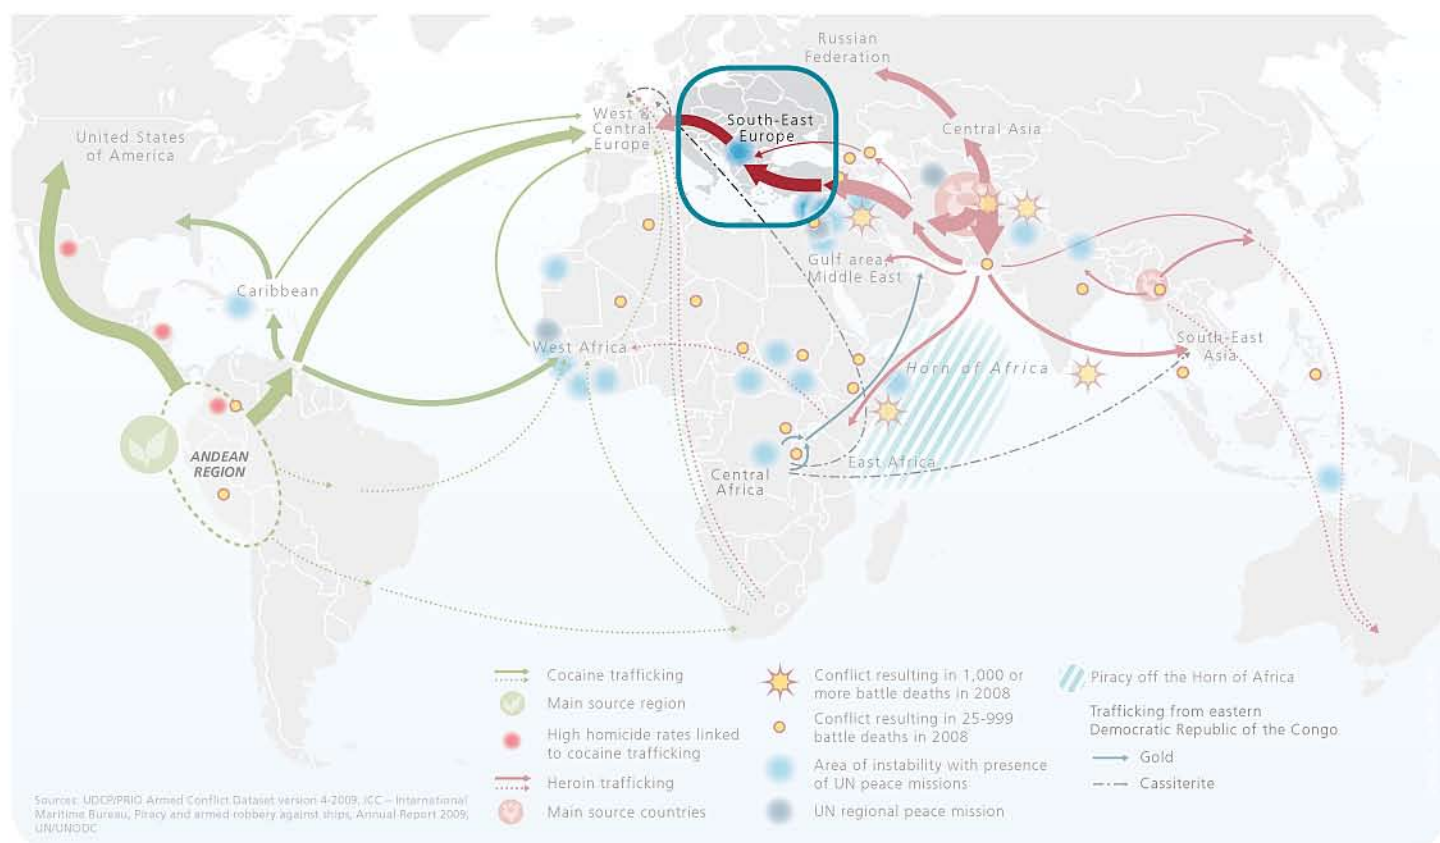 Russian
Federation
West &
Central
Europe
South-East
Europe
Central Asia
United States
of America
Gulf area,
Middle East
Caribbean
West Africa
South-East
Asia
Horn of Africa
ANDEAN
REGION
East Africa
Central
Africa
Cocaine trafficking
Main source region
High homicide rates linked
to cocaine trafficking
Heroin trafficking
Main source countries
Conflict resulting in 1,000 or
more battle deaths in 2008
Conflict resulting in 25-999
battle deaths in 2008
Area of instability with presence
of UN peace missions
UN regional peace mission
Piracy off the Horn of Africa
Trafficking from eastern
Democratic Republic of the Congo
Gold
Cassiterite
Sources: UDCP/PRIO Armed Conflict Dataset version 4-2009, ICC – International
Maritime Bureau, Piracy and armed robbery against ships, Annual Report 2009,
UN/UNODC